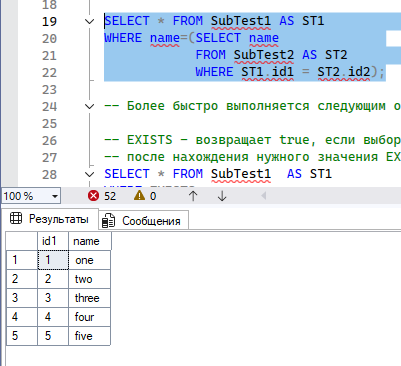 18
19 SELECT * FROM SubTest1 AS ST1
20 WHERE name=(SELECT name
21 FROM SubTest2 AS ST2
22 WHERE ST1.id1 = ST2.id2);
23
24 -- Более быстро выполняется следующим о
25
26 -- EXISTS – возвращает true, если выбор
27 -- после нахождения нужного значения EX
28 SELECT * FROM SubTest1 AS ST1
100 % 52 0
Результаты Сообщения
id1 name
1 1 one
2 2 two
3 3 three
4 4 four
5 5 five